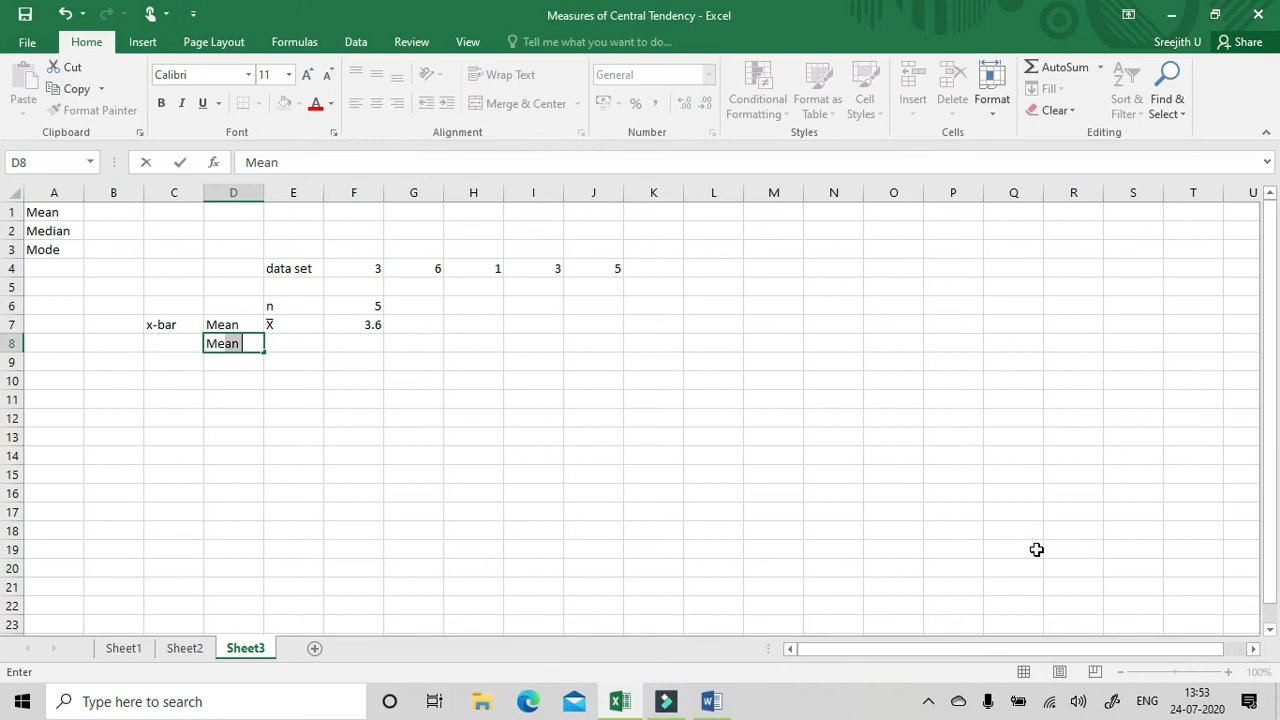 Measures of Central Tendency - Excel
File Home Insert Page Layout Formulas Data Review View Tell me what you want to do... Sreejith U Share
Paste Cut Copy Format Painter Clipboard
Calibri 11 B I U A Font
Wrap Text Merge & Center Alignment
General % , Number
Conditional Formatting Format as Table Cell Styles Styles
Insert Delete Format Cells
AutoSum Fill Clear Sort & Filter Find & Select Editing
D8 fx Mean
A B C D E F G H I J K L M N O P Q R S T U
1 Mean
2 Median
3 Mode
4 data set 3 6 1 3 5
5
6 n 5
7 x-bar Mean X̅ 3.6
8 Mean
9
10
11
12
13
14
15
16
17
18
19
20
21
22
23
Sheet1 Sheet2 Sheet3
Enter 100%
Type here to search ENG 13:53
24-07-2020